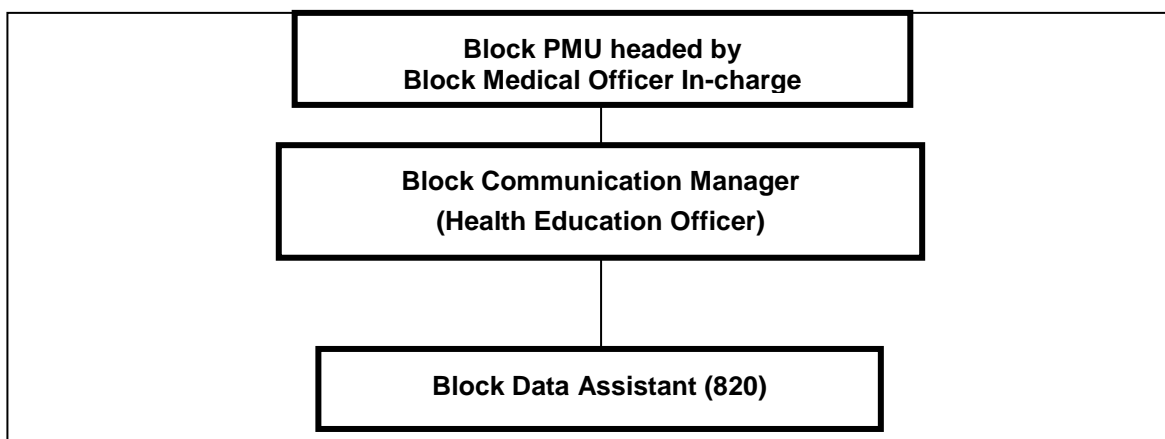 Block PMU headed by
Block Medical Officer In-charge
Block Communication Manager
(Health Education Officer)
Block Data Assistant (820)